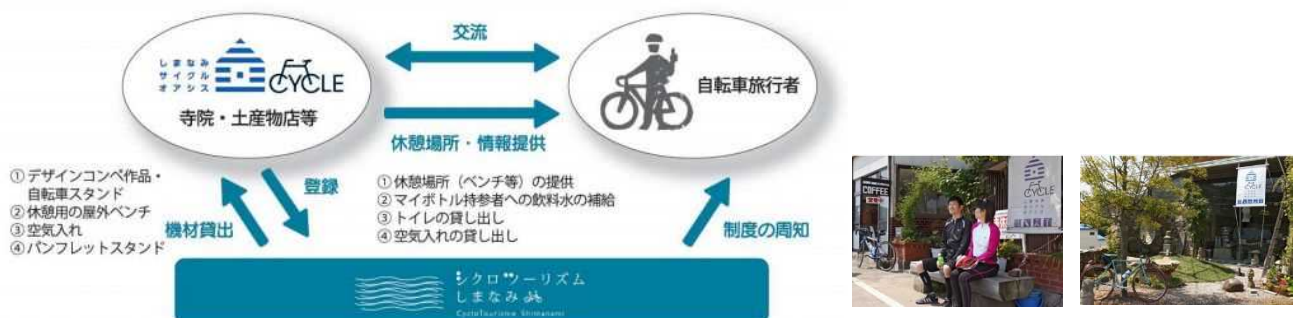 交流
しまなみ
サイクル
オアシス
CYCLE
寺院・土産物店等
自転車旅行者
休憩場所・情報提供
① デザインコンペ作品・
自転車スタンド
② 休憩用の屋外ベンチ
③ 空気入れ
④ パンフレットスタンド
機材貸出
登録
① 休憩場所（ベンチ等）の提供
② マイボトル持参者への飲料水の補給
③ トイレの貸し出し
④ 空気入れの貸し出し
制度の周知
シクロツーリズム
しまなみ
CycloTourisme Shimanami
COFFEE
CYCLE
CYCLE